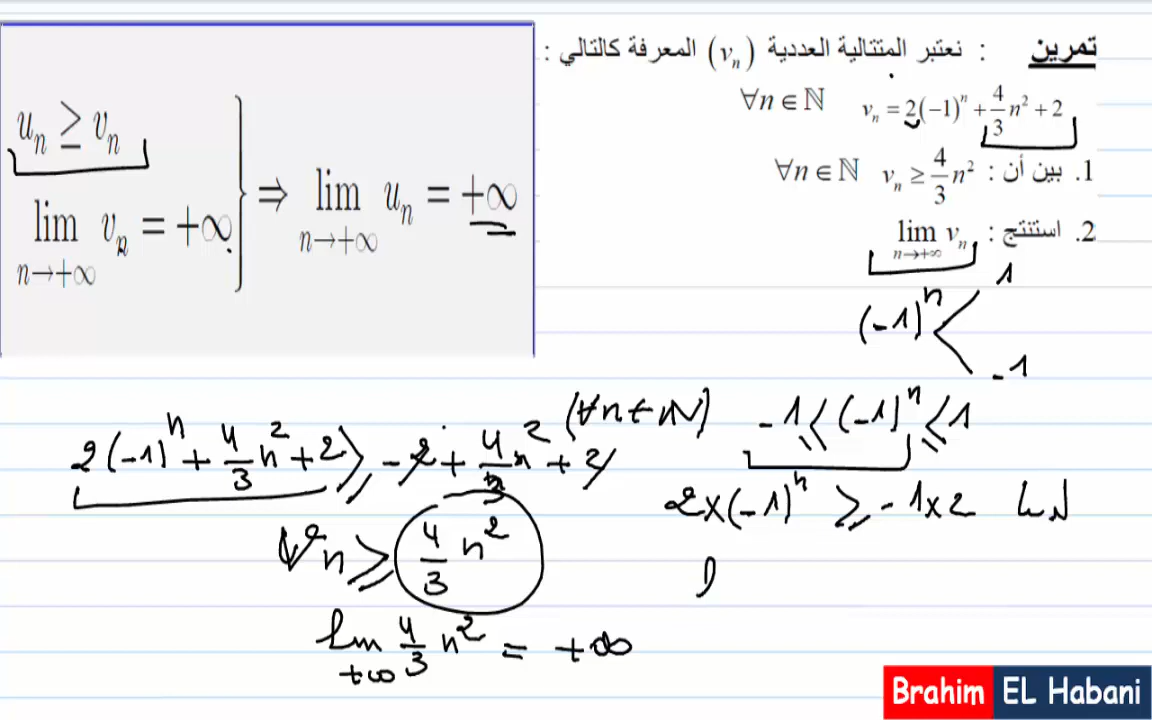 تمرين : نعتبر المتتالية العددية (vₙ) المعرفة كالتالي :
∀n ∈ ℕ vₙ = 2(−1)ⁿ + 4/3 n² + 2
1. بين أن : vₙ ≥ 4/3 n² ∀n ∈ ℕ
2. استنتج : lim vₙ
n→+∞
uₙ ≥ vₙ
lim vₙ = +∞
n→+∞
} ⇒ lim uₙ = +∞
n→+∞
(-1)ⁿ < 1
-1
(∀n∈ℕ) -1 ≤ (-1)ⁿ ≤ 1
2×(-1)ⁿ ≥ -1×2
2(-1)ⁿ + 4/3 n² + 2 ≥ -2 + 4/3 n² + 2
Vn ≥ 4/3 n²
lim 4/3 n² = +∞
+∞
Brahim EL Habani